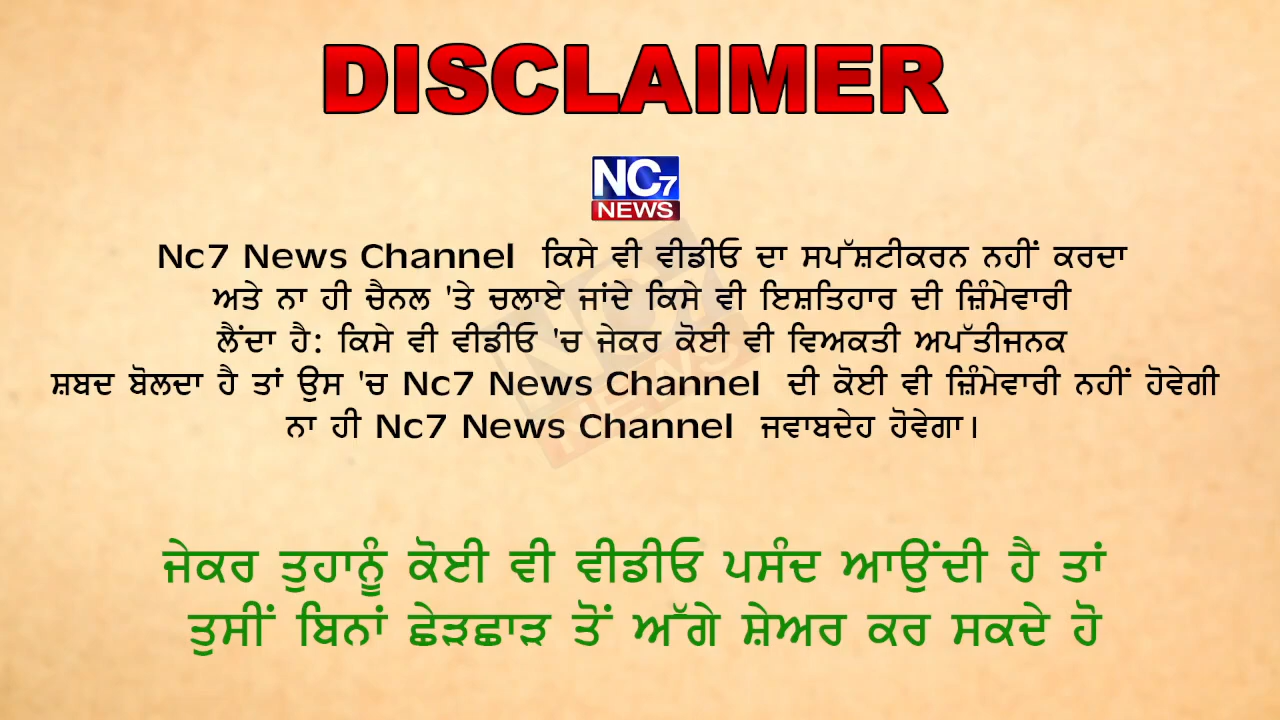 DISCLAIMER
NC7
NEWS
Nc7 News Channel ਕਿਸੇ ਵੀ ਵੀਡੀਓ ਦਾ ਸਪੱਸ਼ਟੀਕਰਨ ਨਹੀਂ ਕਰਦਾ
ਅਤੇ ਨਾ ਹੀ ਚੈਨਲ 'ਤੇ ਚਲਾਏ ਜਾਂਦੇ ਕਿਸੇ ਵੀ ਇਸ਼ਤਿਹਾਰ ਦੀ ਜ਼ਿੰਮੇਵਾਰੀ
ਲੈਂਦਾ ਹੈ: ਕਿਸੇ ਵੀ ਵੀਡੀਓ 'ਚ ਜੇਕਰ ਕੋਈ ਵੀ ਵਿਅਕਤੀ ਅਪੱਤੀਜਨਕ
ਸ਼ਬਦ ਬੋਲਦਾ ਹੈ ਤਾਂ ਉਸ 'ਚ Nc7 News Channel ਦੀ ਕੋਈ ਵੀ ਜ਼ਿੰਮੇਵਾਰੀ ਨਹੀਂ ਹੋਵੇਗੀ
ਨਾ ਹੀ Nc7 News Channel ਜਵਾਬਦੇਹ ਹੋਵੇਗਾ।
ਜੇਕਰ ਤੁਹਾਨੂੰ ਕੋਈ ਵੀ ਵੀਡੀਓ ਪਸੰਦ ਆਉਂਦੀ ਹੈ ਤਾਂ
ਤੁਸੀਂ ਬਿਨਾਂ ਛੇੜਛਾੜ ਤੋਂ ਅੱਗੇ ਸ਼ੇਅਰ ਕਰ ਸਕਦੇ ਹੋ